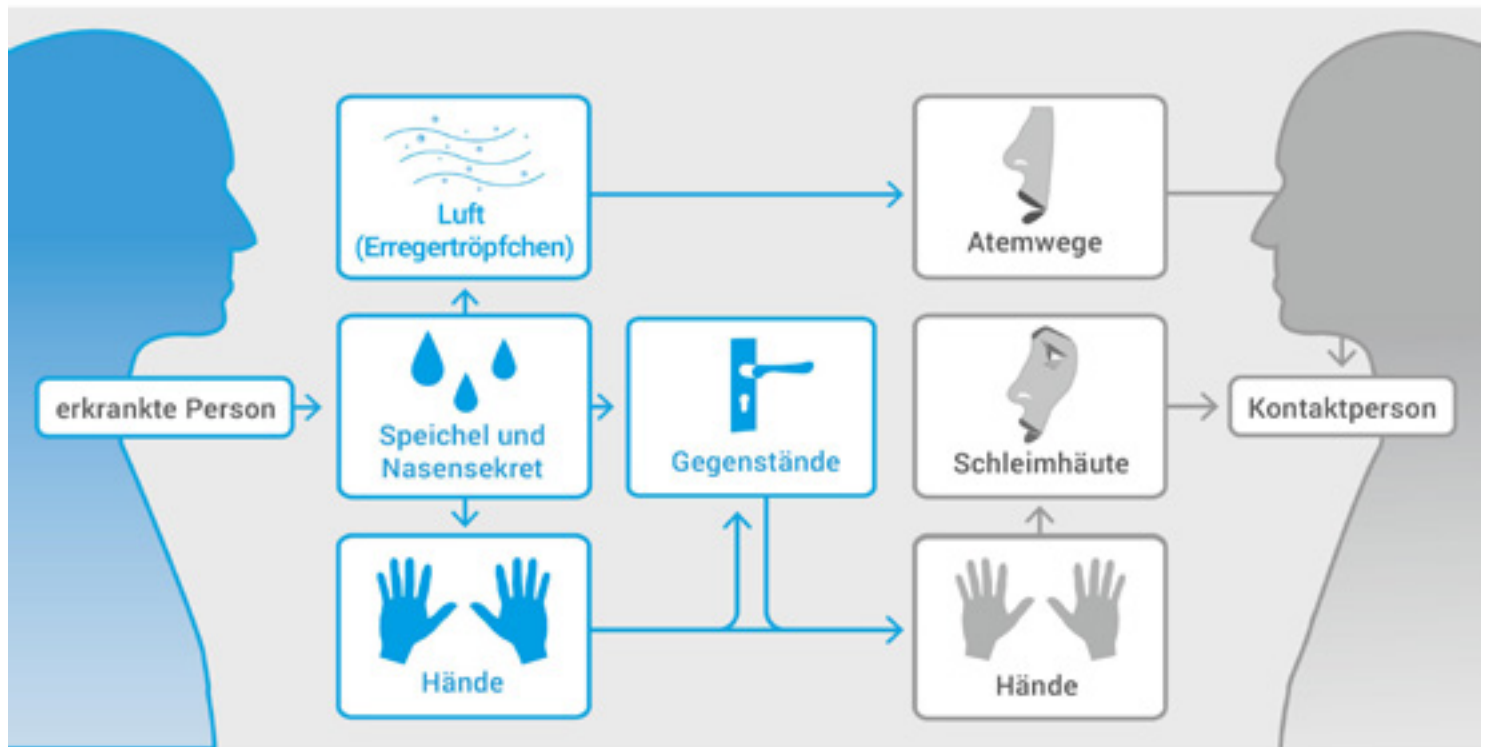 Luft
(Erregertröpfchen)
Atemwege
erkrankte Person
Speichel und
Nasensekret
Gegenstände
Schleimhäute
Kontaktperson
Hände
Hände